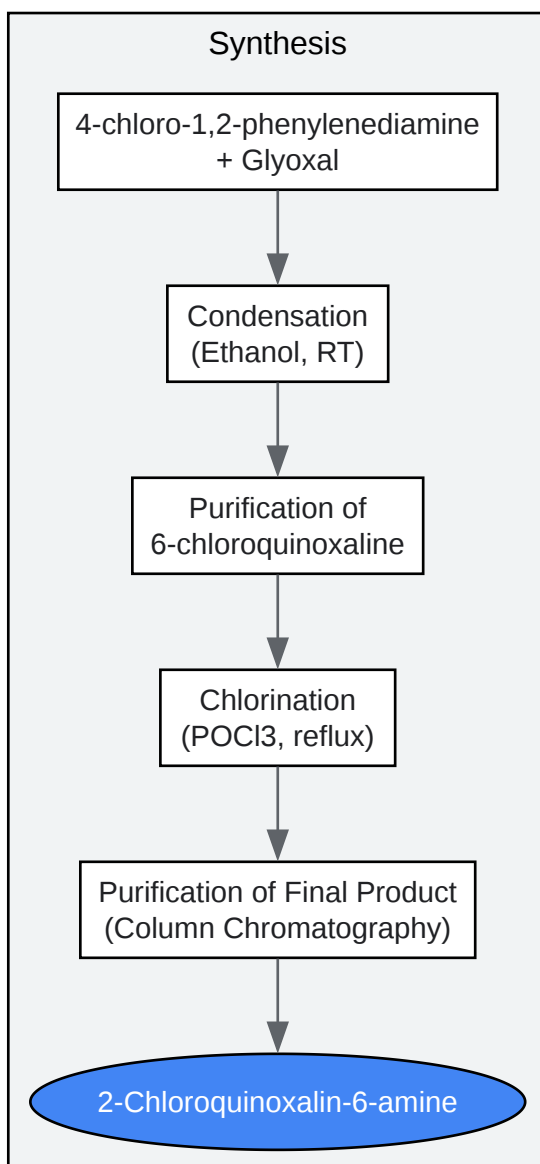 Synthesis
4-chloro-1,2-phenylenediamine
+ Glyoxal
Condensation
(Ethanol, RT)
Purification of
6-chloroquinoxaline
Chlorination
(POCl3, reflux)
Purification of Final Product
(Column Chromatography)
2-Chloroquinoxalin-6-amine